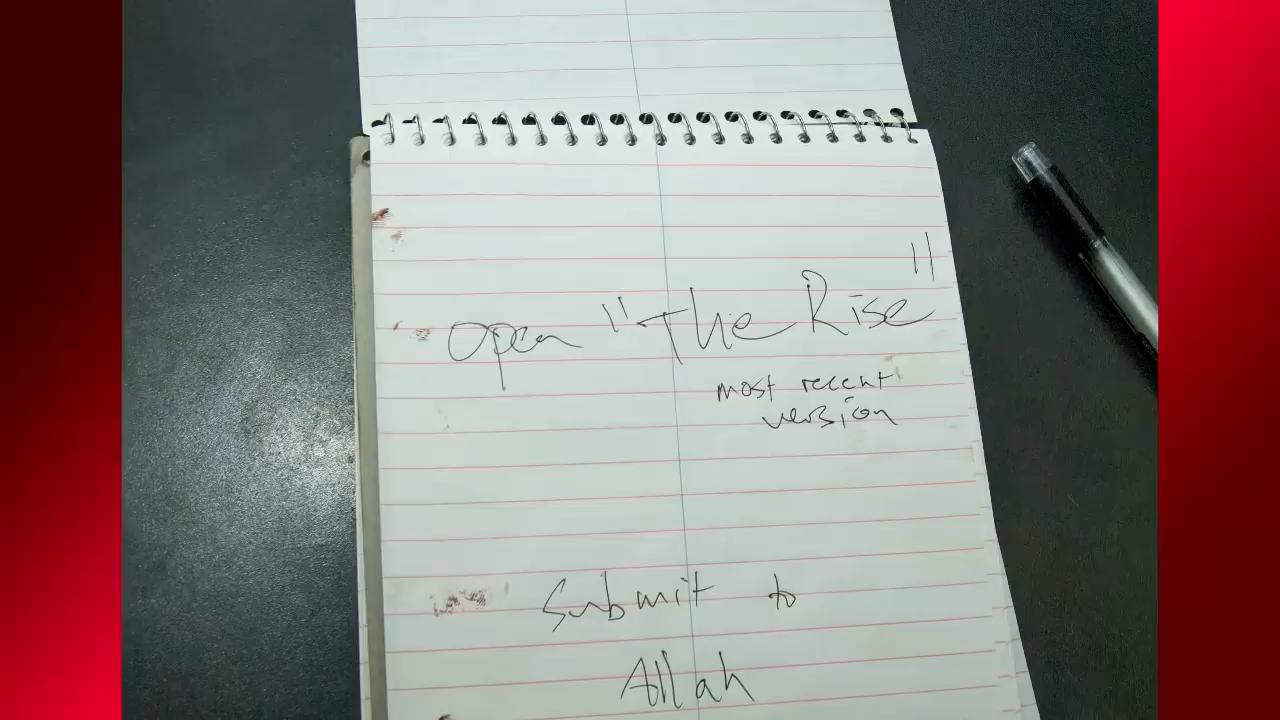 Open "The Rise"
most recent
version
Submit to
Allah